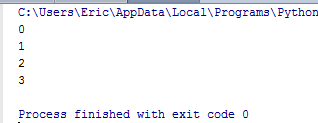 C:\Users\Eric\AppData\Local\Programs\Python
0
1
2
3
Process finished with exit code 0